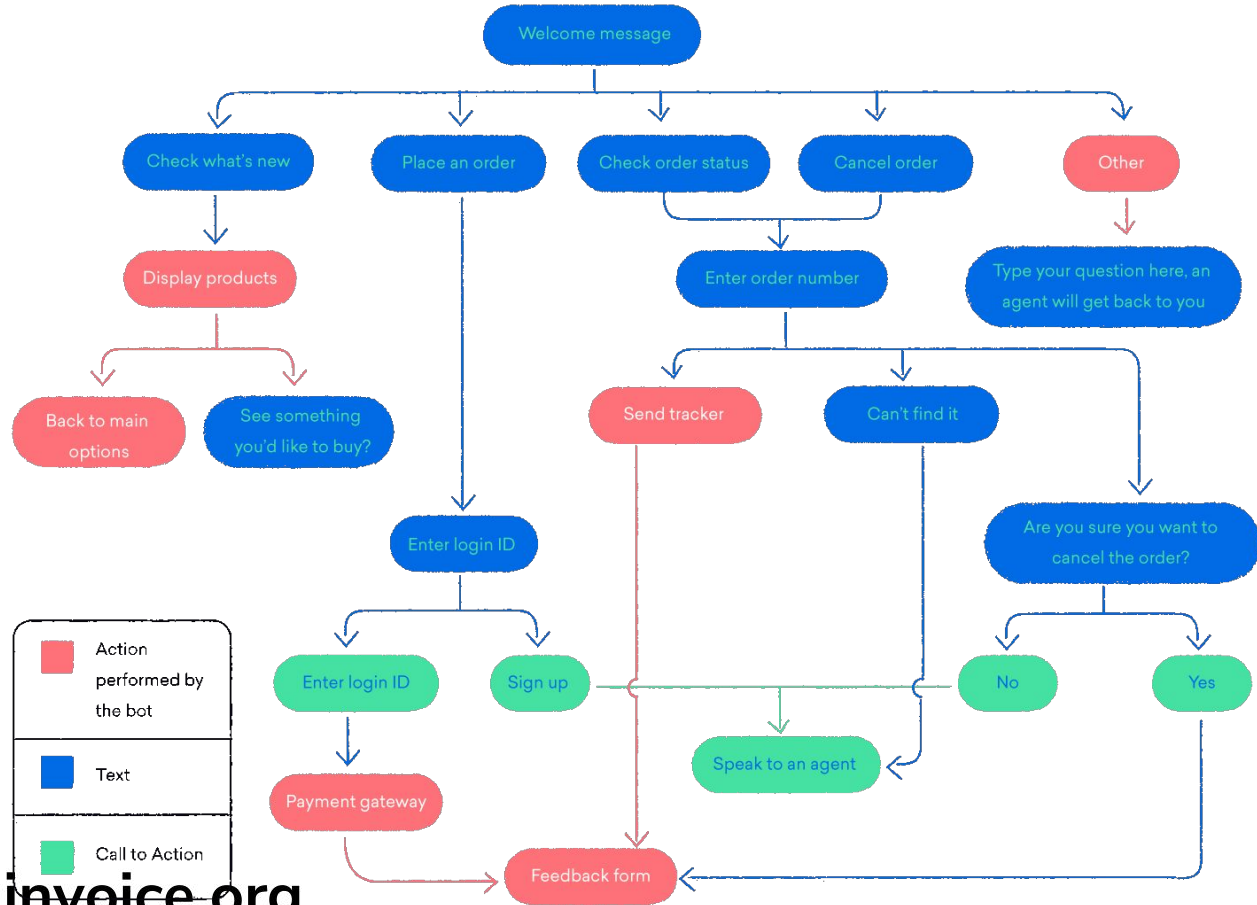 Welcome message
Check what's new
Place an order
Check order status
Cancel order
Other
Display products
Enter order number
Type your question here, an
agent will get back to you
Back to main
options
See something
you'd like to buy?
Send tracker
Can't find it
Enter login ID
Are you sure you want to
cancel the order?
Action
performed by
the bot
Text
Call to Action
Enter login ID
Sign up
No
Yes
Speak to an agent
Payment gateway
Feedback form
invoice.org